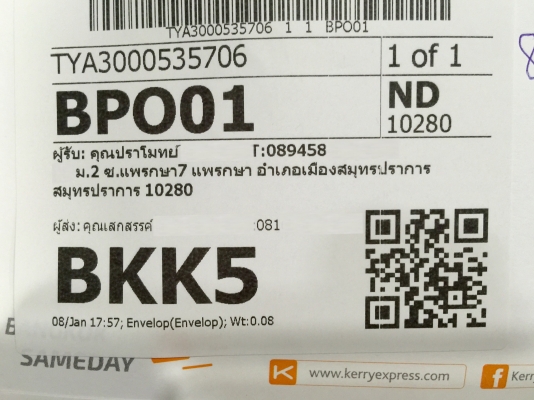 TYA3000535706 1 1 BPO01
TYA3000535706 1 of 1
BPO01 ND
10280
ผู้รับ: คุณปราโมทย์ T:089458
ม.2 ซ.แพรกษา7 แพรกษา อำเภอเมืองสมุทรปราการ
สมุทรปราการ 10280
ผู้ส่ง: คุณเสกสรรค์ 081
BKK5
08/Jan 17:57; Envelop(Envelop); Wt:0.08
SAMEDAY
www.kerryexpress.com
Kerry